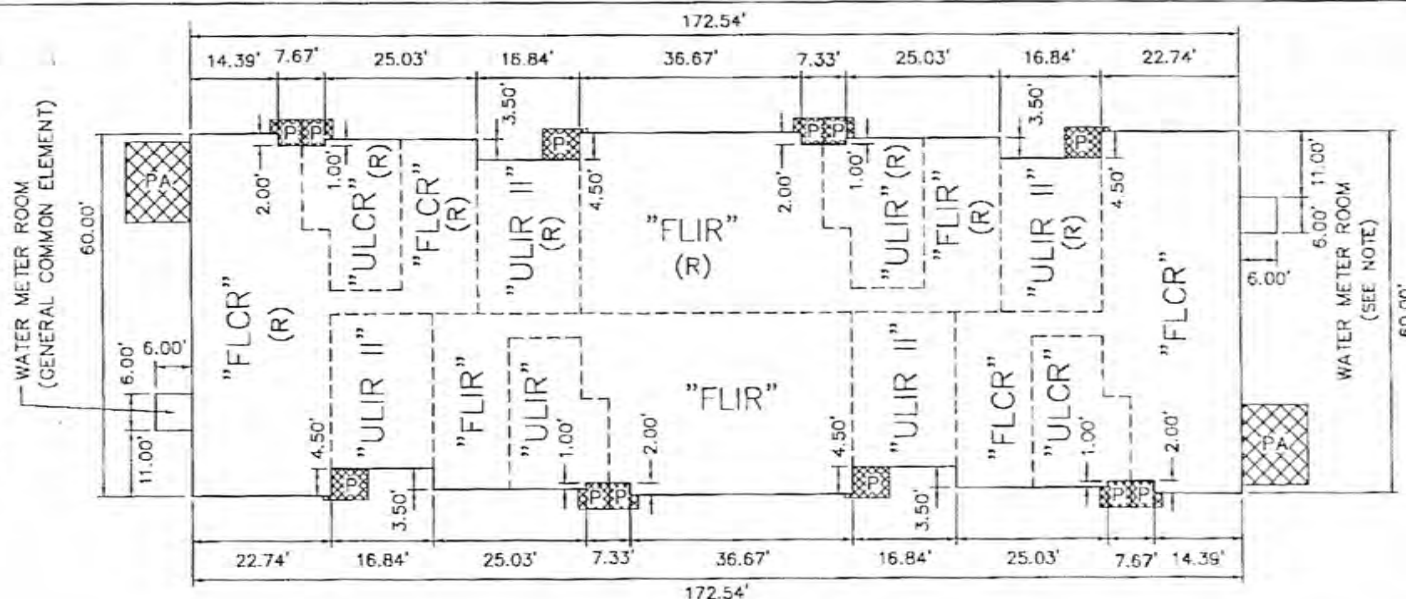 172.54'
14.39' 7.67' 25.03' 16.84' 36.67' 7.33' 25.03' 16.84' 22.74'
3.50' 3.50'
P P P P P P
PA
2.00' 1.00' 4.50' 2.00' 1.00' 4.50'
11.00'
6.00'
6.00'
60.00'
WATER METER ROOM
(GENERAL COMMON ELEMENT)
"FLCR"
(R)
"ULCR" (R)
"FLCR"
(R)
"ULIR II"
(R)
"FLIR"
(R)
"ULIR" (R)
"FLIR"
(R)
"ULIR II"
(R)
"FLCR"
WATER METER ROOM
(SEE NOTE)
60.00'
6.00'
6.00'
11.00'
"ULIR II"
"FLIR"
"ULIR"
"FLIR"
"ULIR II"
"FLCR"
"ULCR"
PA
4.50' 1.00' 2.00' 4.50' 1.00' 2.00'
P P P P P P
3.50' 3.50'
22.74' 16.84' 25.03' 7.33' 36.67' 16.84' 25.03' 7.67' 14.39'
172.54'